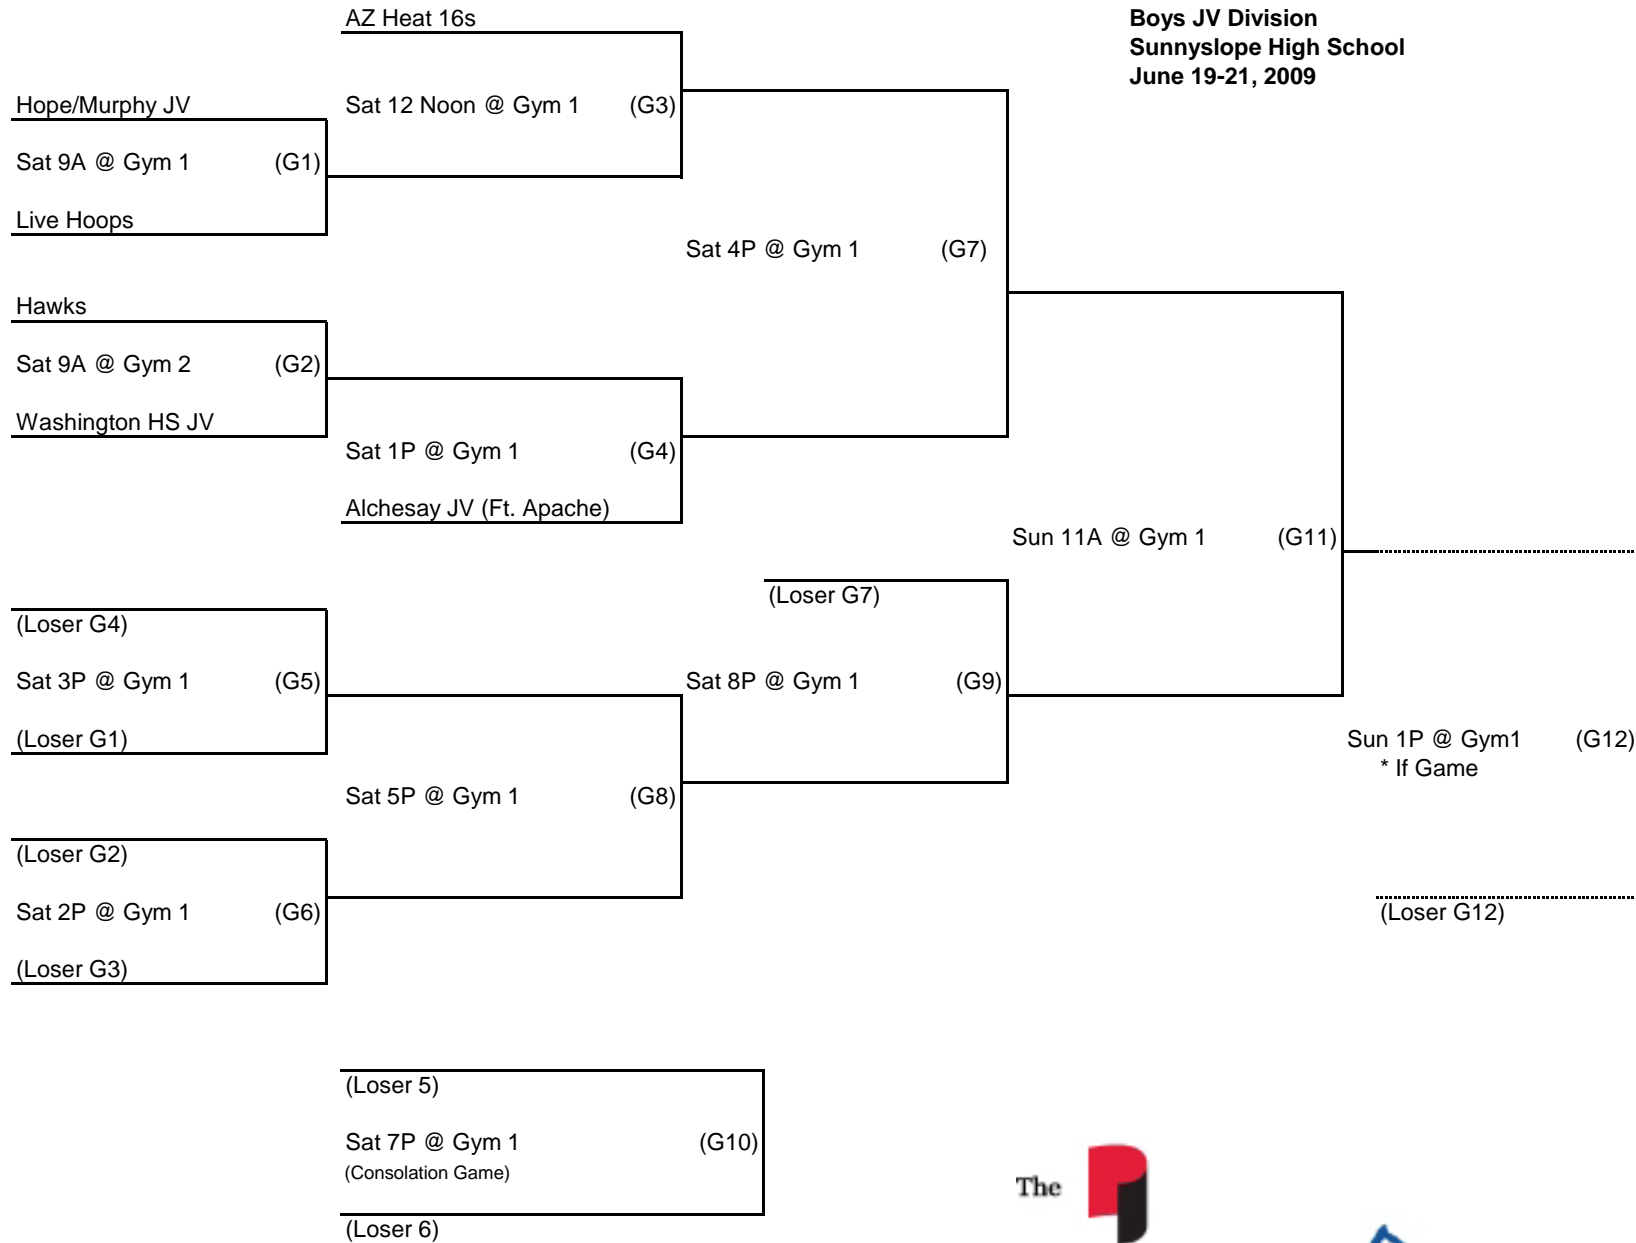 AZ Heat 16s
Boys JV Division
Sunnyslope High School
June 19-21, 2009
Hope/Murphy JV
Sat 12 Noon @ Gym 1 (G3)
Sat 9A @ Gym 1 (G1)
Live Hoops
Sat 4P @ Gym 1 (G7)
Hawks
Sat 9A @ Gym 2 (G2)
Washington HS JV
Sat 1P @ Gym 1 (G4)
Alchesay JV (Ft. Apache)
Sun 11A @ Gym 1 (G11)
(Loser G7)
(Loser G4)
Sat 3P @ Gym 1 (G5)
Sat 8P @ Gym 1 (G9)
(Loser G1)
Sun 1P @ Gym1 (G12)
* If Game
Sat 5P @ Gym 1 (G8)
(Loser G2)
Sat 2P @ Gym 1 (G6)
(Loser G12)
(Loser G3)
(Loser 5)
Sat 7P @ Gym 1 (G10)
(Consolation Game)
The
(Loser 6)